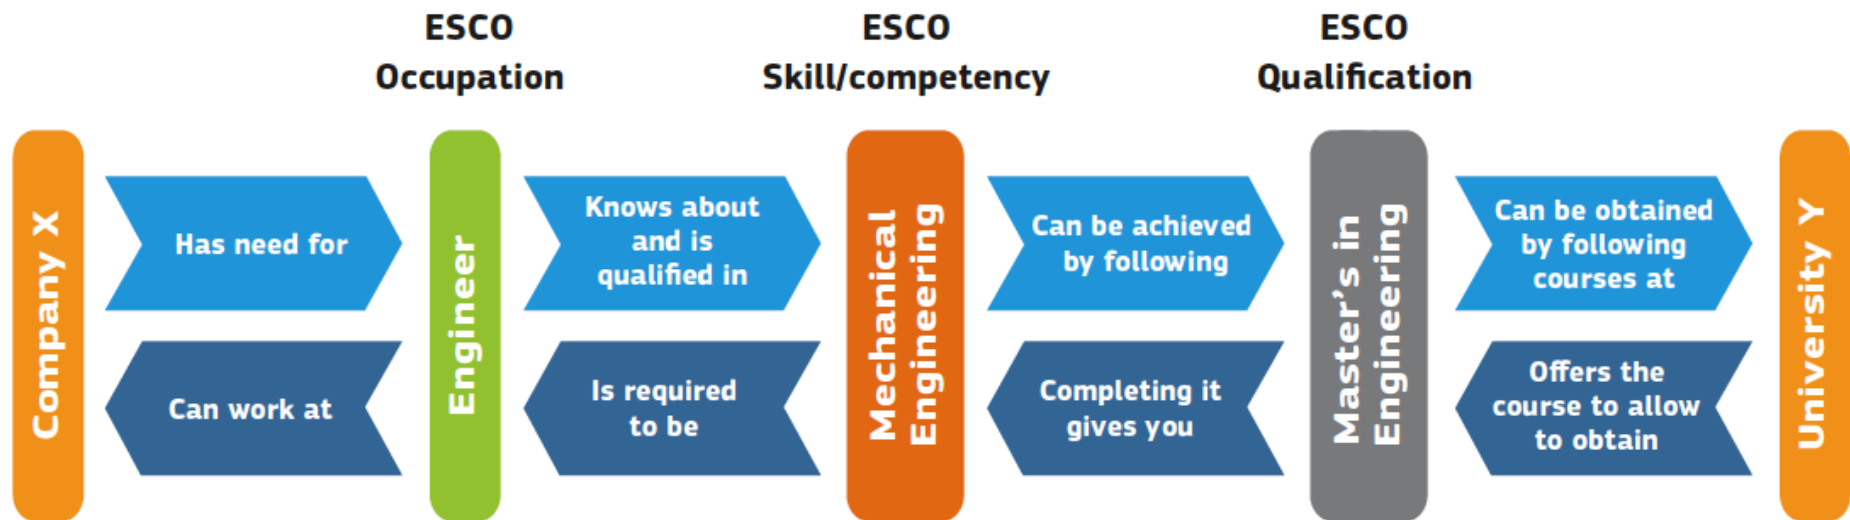 ESCO
Occupation
ESCO
Skill/competency
ESCO
Qualification
Company X
Has need for
Can work at
Engineer
Knows about
and is
qualified in
Is required
to be
Mechanical
Engineering
Can be achieved
by following
Completing it
gives you
Master's in
Engineering
Can be obtained
by following
courses at
Offers the
course to allow
to obtain
University Y